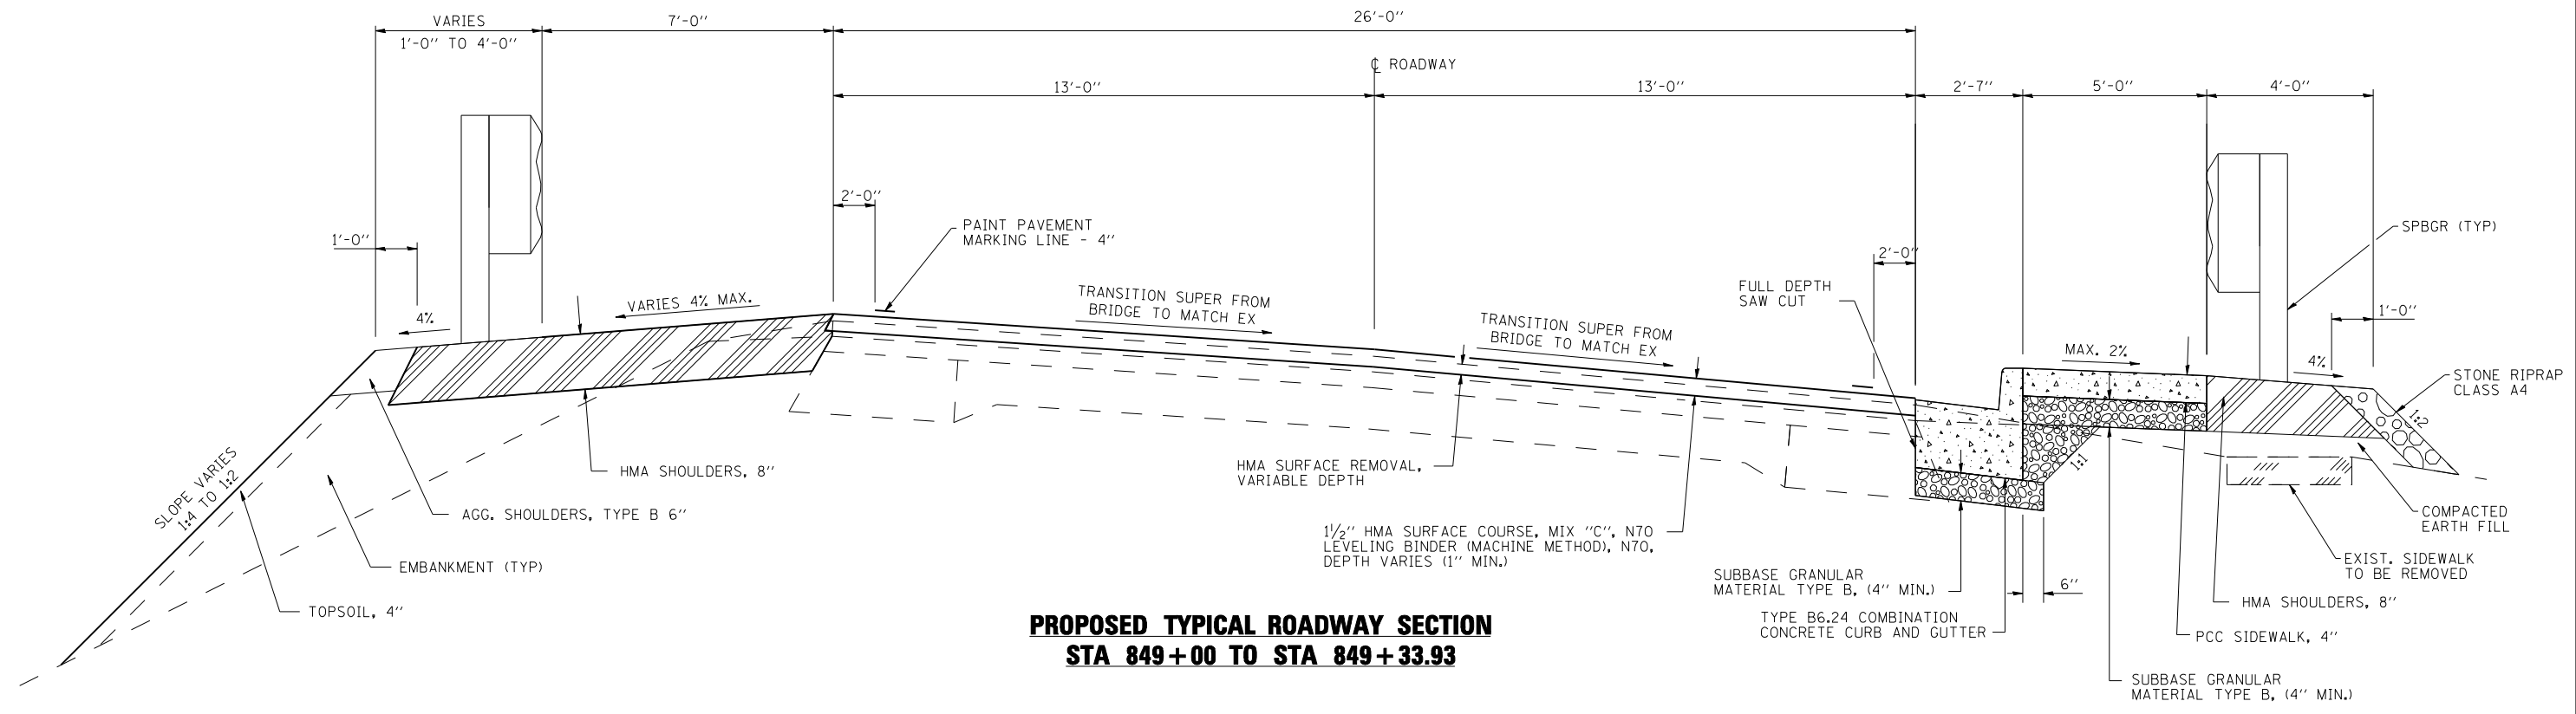 VARIES
1'-0" TO 4'-0"
7'-0"
26'-0"
℄ ROADWAY
13'-0"
13'-0"
2'-7"
5'-0"
4'-0"
1'-0"
2'-0"
PAINT PAVEMENT
MARKING LINE - 4"
2'-0"
SPBGR (TYP)
FULL DEPTH
SAW CUT
4%
VARIES 4% MAX.
TRANSITION SUPER FROM
BRIDGE TO MATCH EX
TRANSITION SUPER FROM
BRIDGE TO MATCH EX
MAX. 2%
4%
1'-0"
STONE RIPRAP
CLASS A4
1:2
1:1
SLOPE VARIES
1:4 TO 1:2
HMA SHOULDERS, 8"
AGG. SHOULDERS, TYPE B 6"
EMBANKMENT (TYP)
TOPSOIL, 4"
HMA SURFACE REMOVAL,
VARIABLE DEPTH
1½" HMA SURFACE COURSE, MIX "C", N70
LEVELING BINDER (MACHINE METHOD), N70,
DEPTH VARIES (1" MIN.)
SUBBASE GRANULAR
MATERIAL TYPE B, (4" MIN.)
6"
TYPE B6.24 COMBINATION
CONCRETE CURB AND GUTTER
COMPACTED
EARTH FILL
EXIST. SIDEWALK
TO BE REMOVED
HMA SHOULDERS, 8"
PCC SIDEWALK, 4"
SUBBASE GRANULAR
MATERIAL TYPE B, (4" MIN.)
PROPOSED TYPICAL ROADWAY SECTION
STA 849+00 TO STA 849+33.93